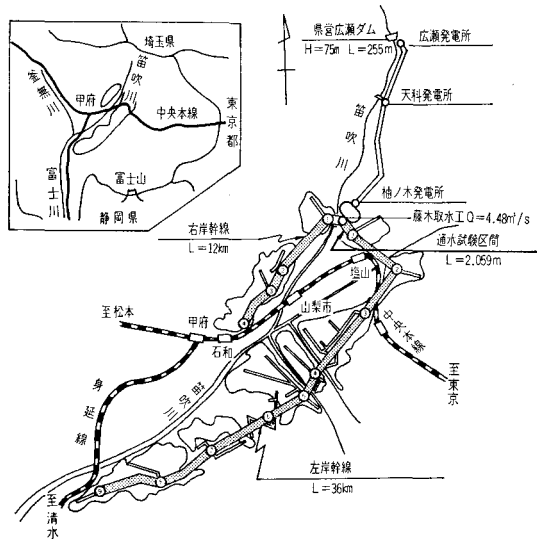 埼玉県
笛吹川
釜無川
甲府
中央本線
東京都
富士川
富士山
静岡県
県営広瀬ダム
H=75m L=255m
広瀬発電所
天科発電所
笛吹川
柚ノ木発電所
藤木取水工Q=4.48㎥/s
通水試験区間
L=2.059m
右岸幹線
L=12km
塩山
山梨市
至松本
甲府
石和
中央本線
至東京
身延線
笛吹川
左岸幹線
L=36km
至清水